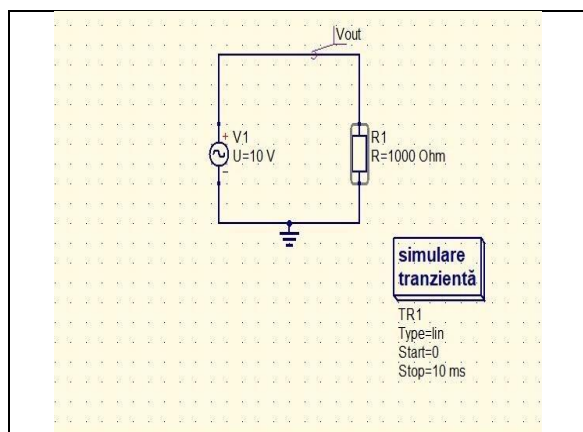 Vout
+ V1
U=10 V
−
R1
R=1000 Ohm
simulare
tranzientă
TR1
Type=lin
Start=0
Stop=10 ms